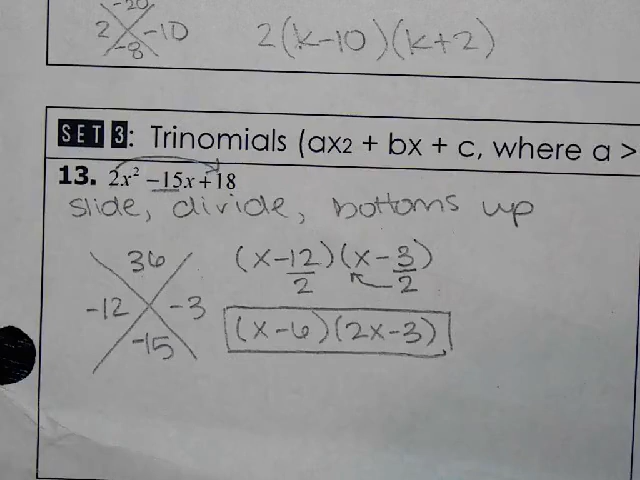 -20
2 -10
-8
2(k-10)(k+2)
SET 3: Trinomials (ax2 + bx + c, where a >
13. 2x² -15x+18
slide, divide, bottoms up
36
-12 -3
-15
(x-12/2)(x-3/2)
(x-6)(2x-3)